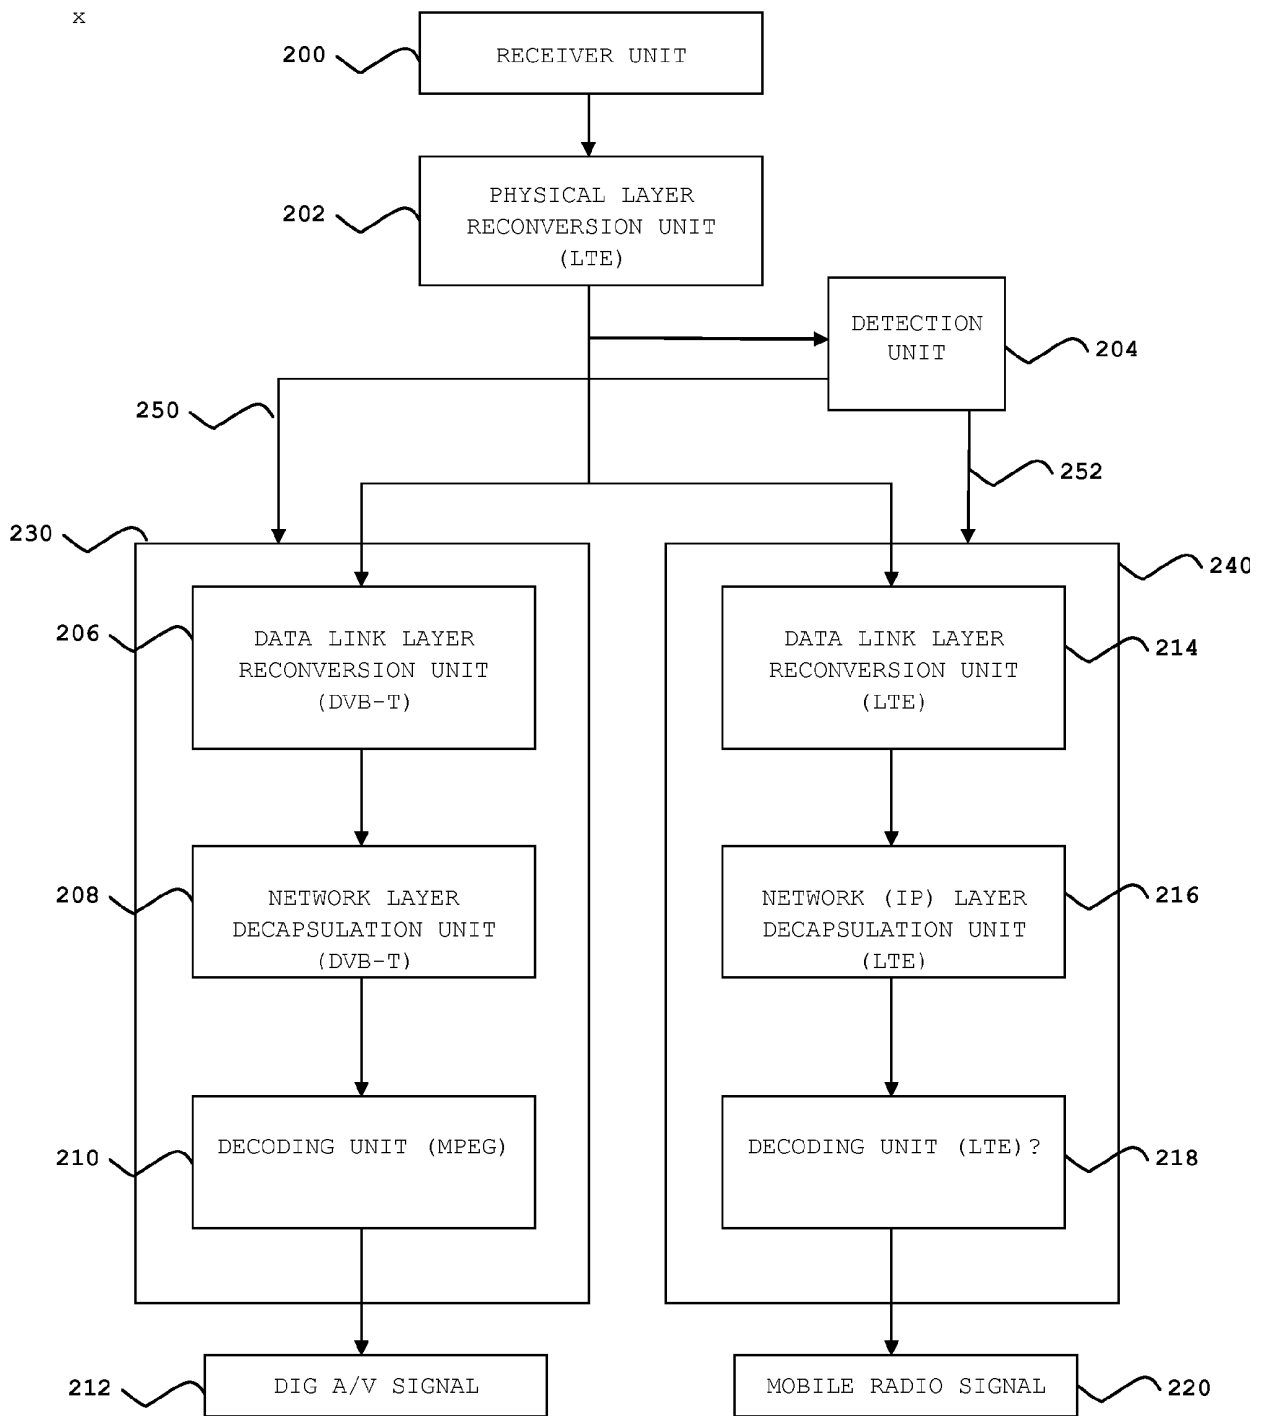 x
200
RECEIVER UNIT
202
PHYSICAL LAYER
RECONVERSION UNIT
(LTE)
DETECTION
UNIT
204
250
252
230
240
206
DATA LINK LAYER
RECONVERSION UNIT
(DVB-T)
DATA LINK LAYER
RECONVERSION UNIT
(LTE)
214
208
NETWORK LAYER
DECAPSULATION UNIT
(DVB-T)
NETWORK (IP) LAYER
DECAPSULATION UNIT
(LTE)
216
210
DECODING UNIT (MPEG)
DECODING UNIT (LTE)?
218
212
DIG A/V SIGNAL
MOBILE RADIO SIGNAL
220